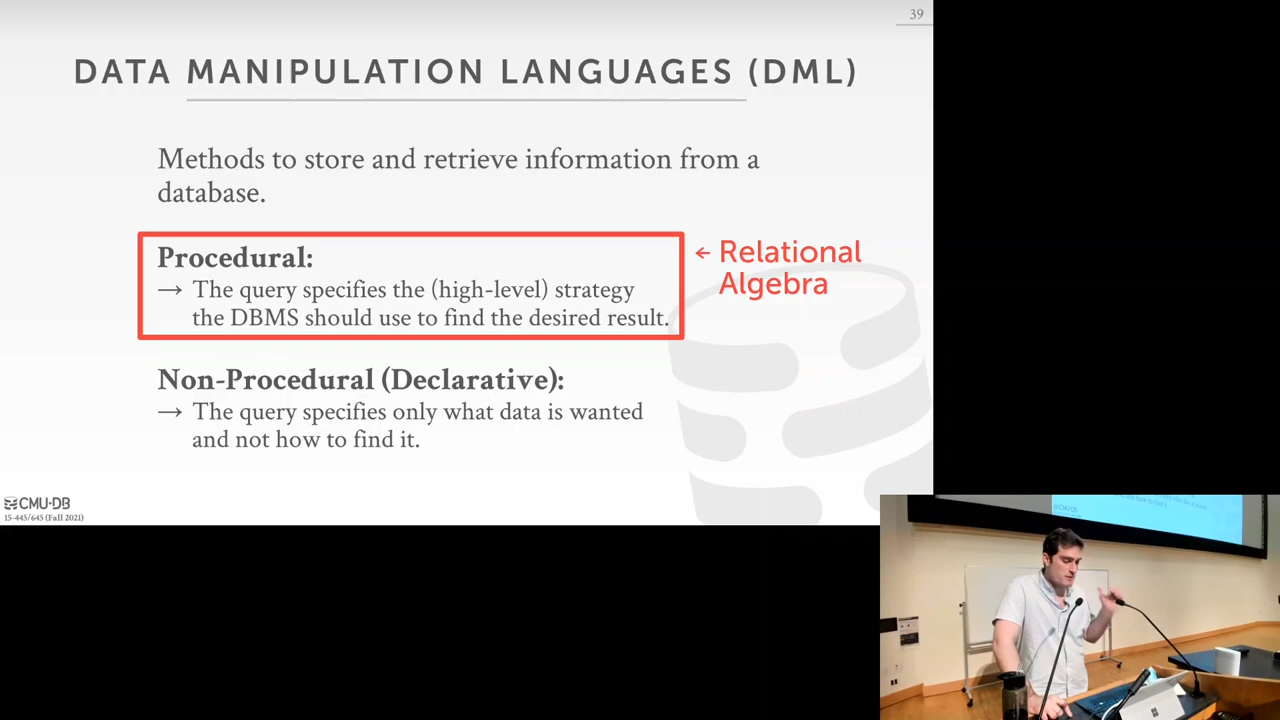 39
DATA MANIPULATION LANGUAGES (DML)
Methods to store and retrieve information from a
database.
Procedural:
→ The query specifies the (high-level) strategy
the DBMS should use to find the desired result.
← Relational
Algebra
Non-Procedural (Declarative):
→ The query specifies only what data is wanted
and not how to find it.
CMU·DB
15-445/645 (Fall 2021)